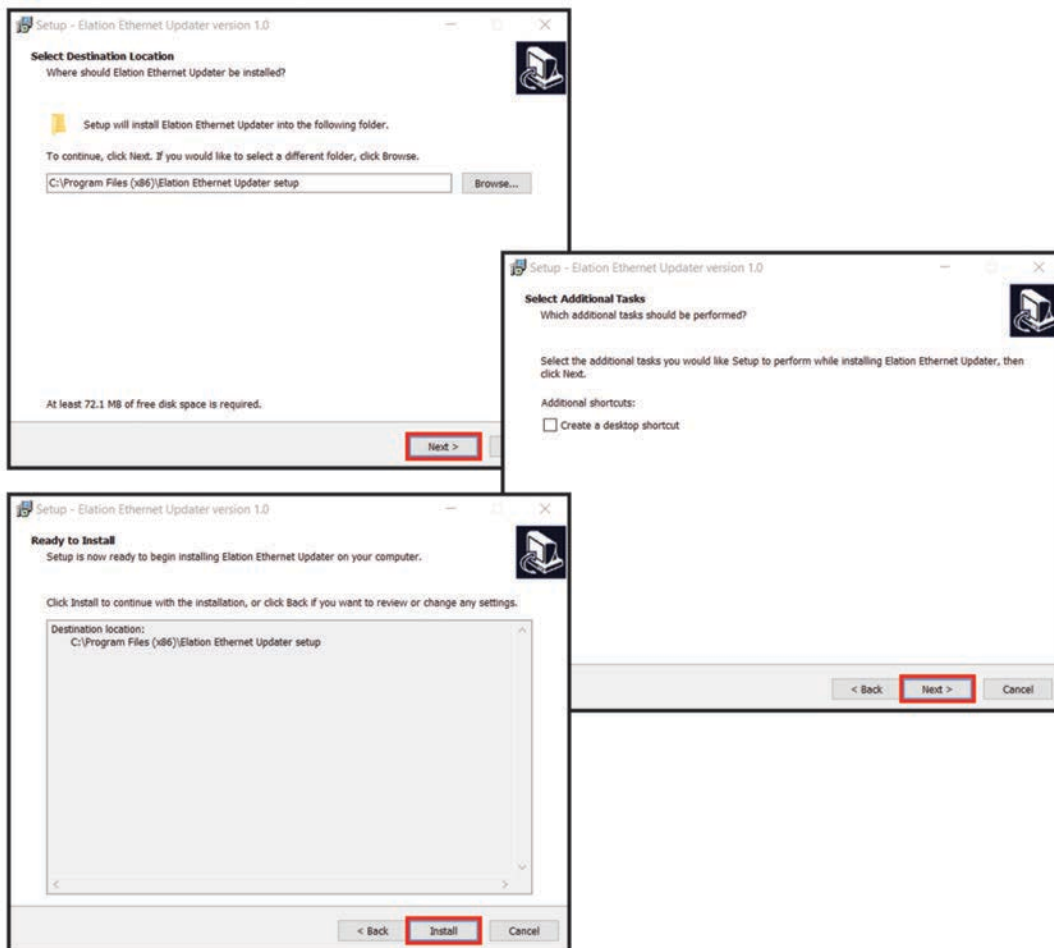 Setup - Elation Ethernet Updater version 1.0
Select Destination Location
Where should Elation Ethernet Updater be installed?
Setup will install Elation Ethernet Updater into the following folder.
To continue, click Next. If you would like to select a different folder, click Browse.
C:\Program Files (x86)\Elation Ethernet Updater setup
Browse...
At least 72.1 MB of free disk space is required.
Next >
Setup - Elation Ethernet Updater version 1.0
Select Additional Tasks
Which additional tasks should be performed?
Select the additional tasks you would like Setup to perform while installing Elation Ethernet Updater, then
click Next.
Additional shortcuts:
Create a desktop shortcut
< Back
Next >
Cancel
Setup - Elation Ethernet Updater version 1.0
Ready to Install
Setup is now ready to begin installing Elation Ethernet Updater on your computer.
Click Install to continue with the installation, or click Back if you want to review or change any settings.
Destination location:
C:\Program Files (x86)\Elation Ethernet Updater setup
< Back
Install
Cancel